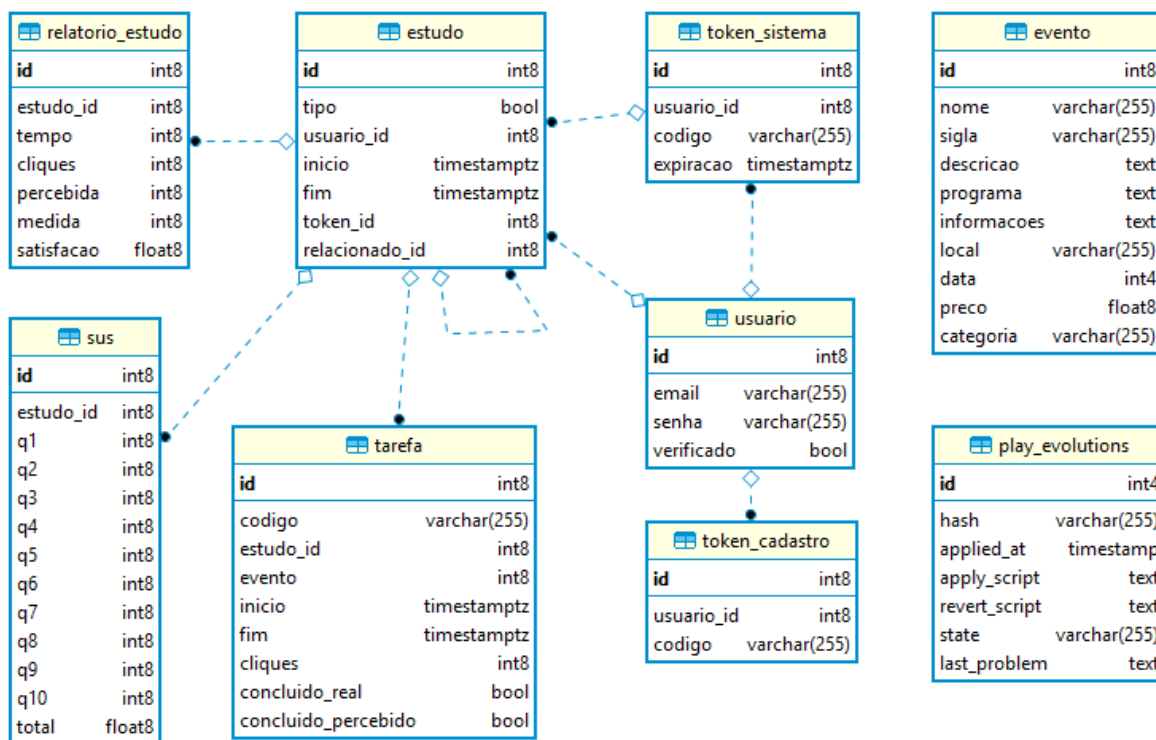 relatorio_estudo
id int8
estudo_id int8
tempo int8
cliques int8
percebida int8
medida int8
satisfacao float8
estudo
id int8
tipo bool
usuario_id int8
inicio timestamptz
fim timestamptz
token_id int8
relacionado_id int8
token_sistema
id int8
usuario_id int8
codigo varchar(255)
expiracao timestamptz
evento
id int8
nome varchar(255)
sigla varchar(255)
descricao text
programa text
informacoes text
local varchar(255)
data int4
preco float8
categoria varchar(255)
sus
id int8
estudo_id int8
q1 int8
q2 int8
q3 int8
q4 int8
q5 int8
q6 int8
q7 int8
q8 int8
q9 int8
q10 int8
total float8
tarefa
id int8
codigo varchar(255)
estudo_id int8
evento int8
inicio timestamptz
fim timestamptz
cliques int8
concluido_real bool
concluido_percebido bool
usuario
id int8
email varchar(255)
senha varchar(255)
verificado bool
token_cadastro
id int8
usuario_id int8
codigo varchar(255)
play_evolutions
id int4
hash varchar(255)
applied_at timestamp
apply_script text
revert_script text
state varchar(255)
last_problem text